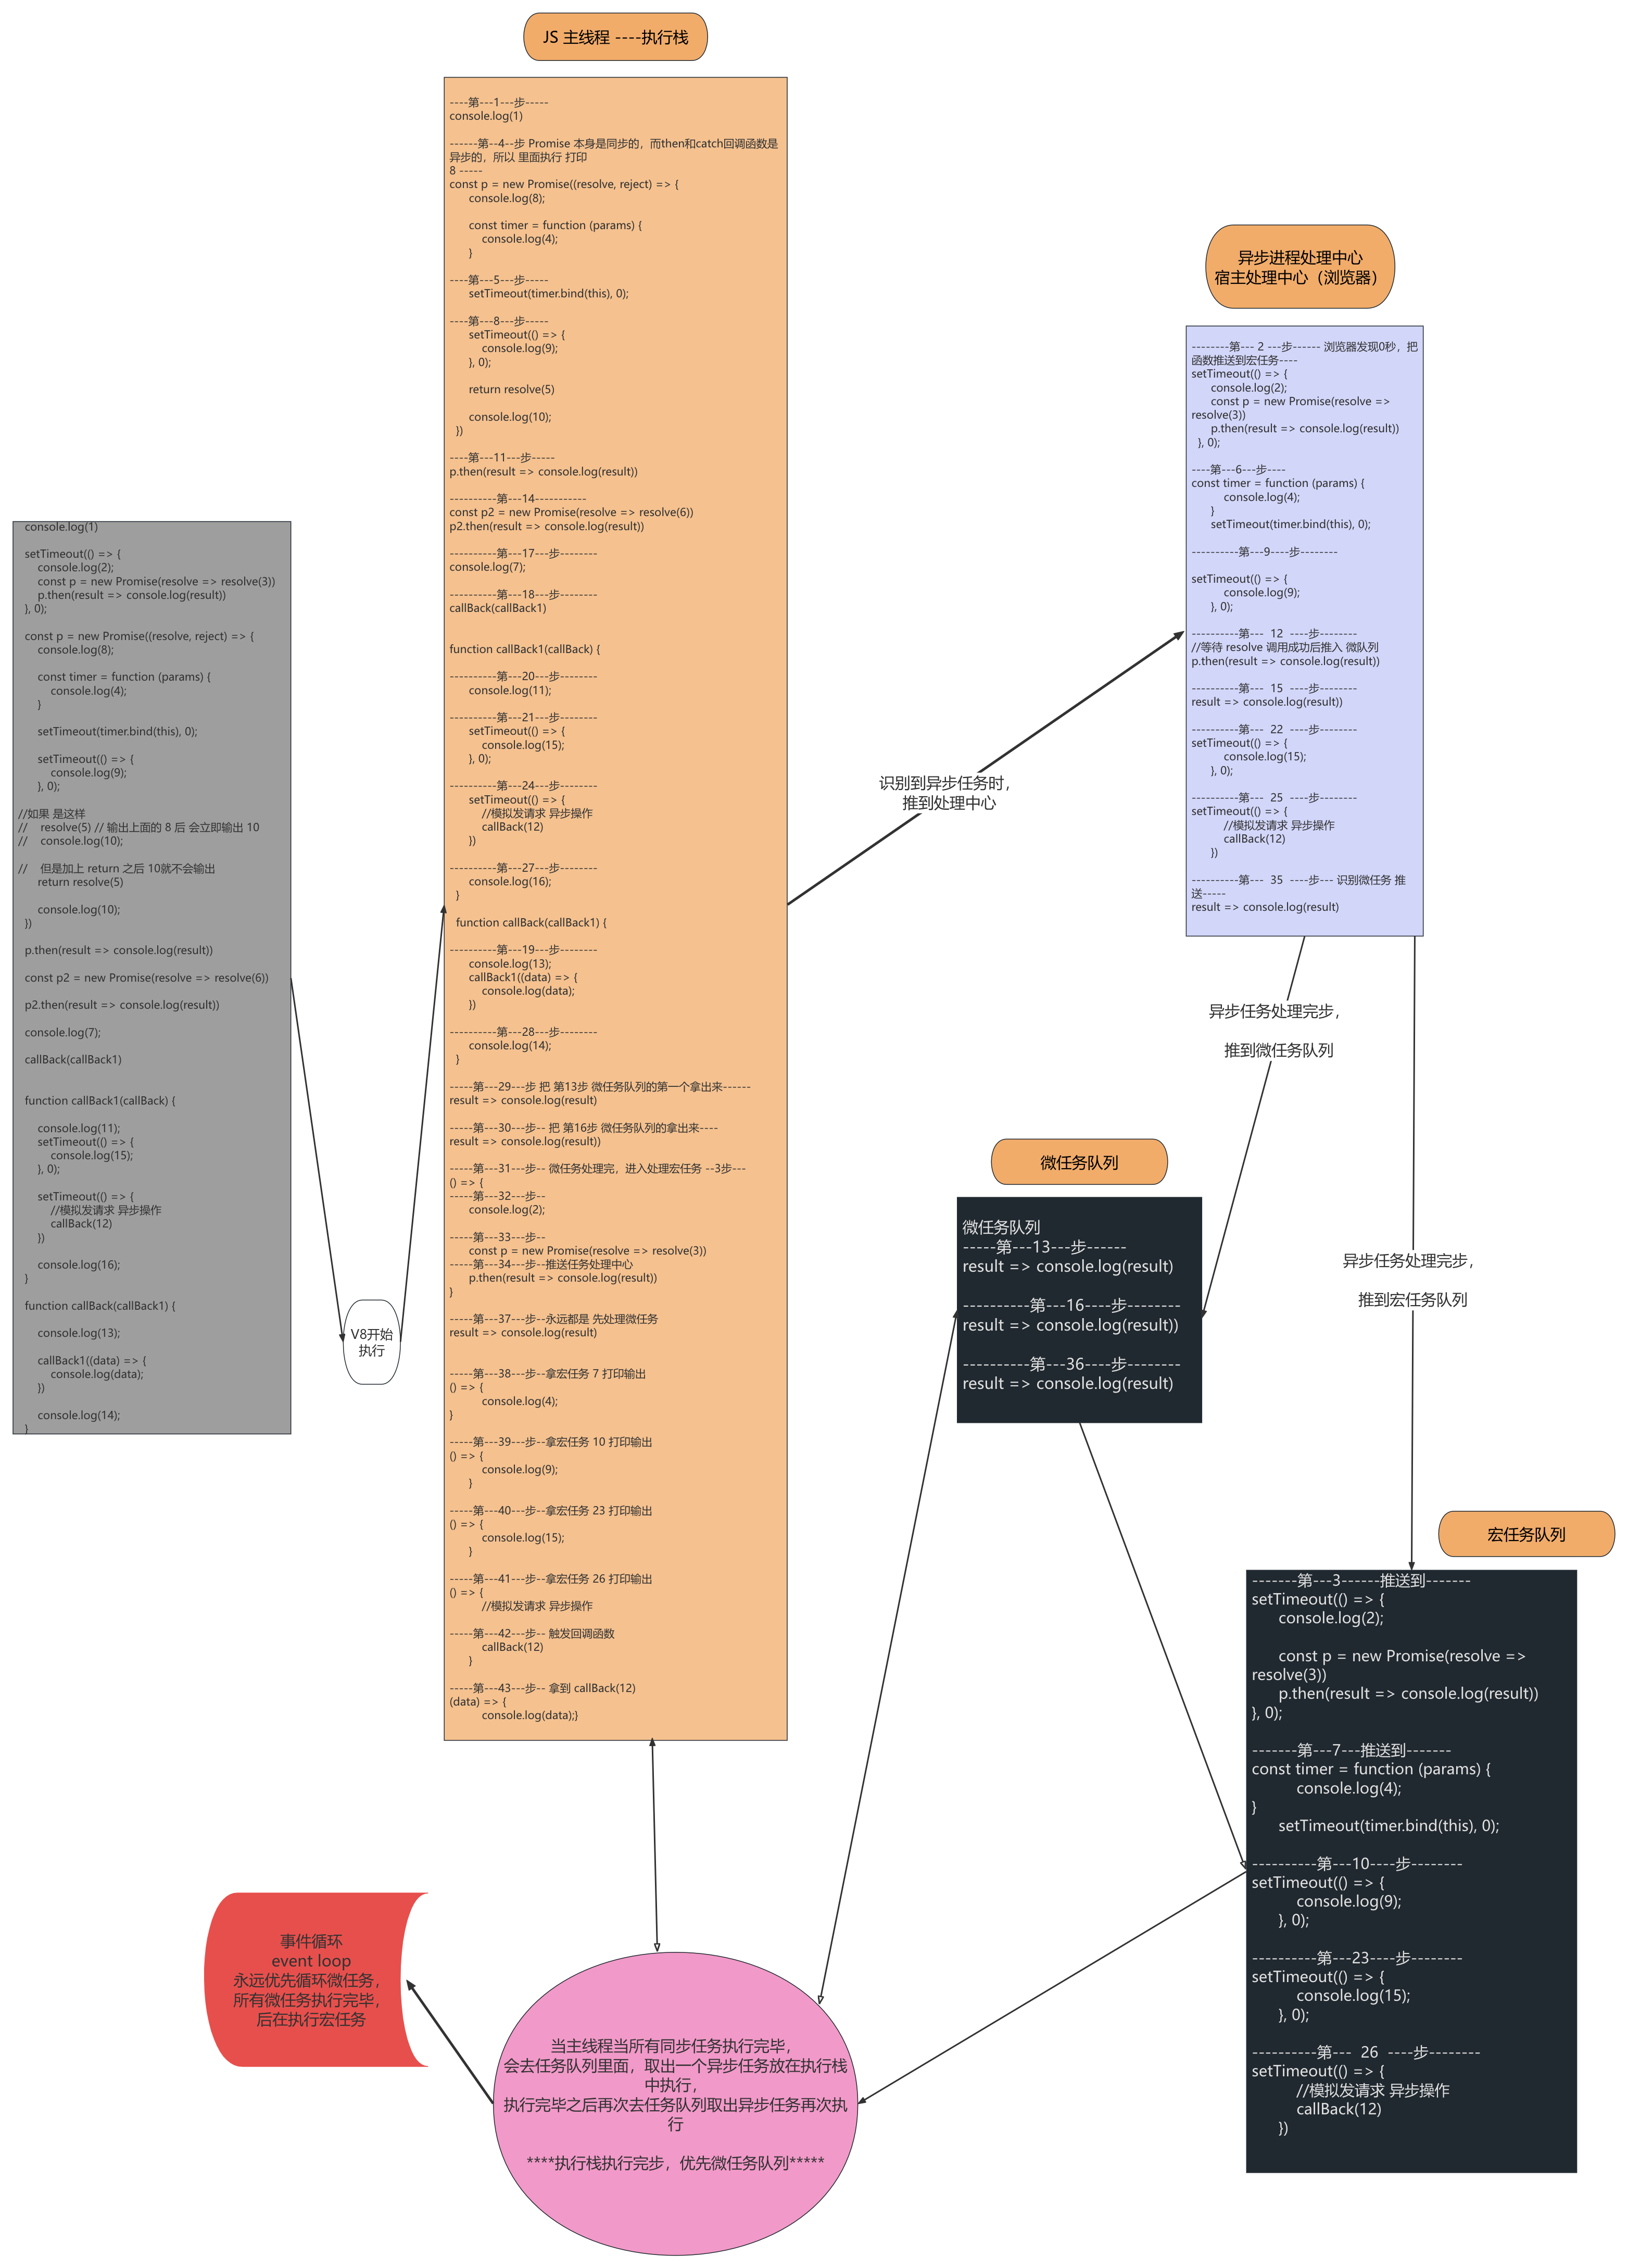 JS 主线程 ----执行栈
----第---1---步-----
console.log(1)
------第--4--步 Promise 本身是同步的，而then和catch回调函数是
异步的，所以 里面执行 打印
8 -----
const p = new Promise((resolve, reject) => {
console.log(8);
const timer = function (params) {
console.log(4);
}
----第---5---步-----
setTimeout(timer.bind(this), 0);
----第---8---步-----
setTimeout(() => {
console.log(9);
}, 0);
return resolve(5)
console.log(10);
})
----第---11---步-----
p.then(result => console.log(result))
----------第---14-----------
const p2 = new Promise(resolve => resolve(6))
p2.then(result => console.log(result))
----------第---17---步--------
console.log(7);
----------第---18---步--------
callBack(callBack1)
function callBack1(callBack) {
----------第---20---步--------
console.log(11);
----------第---21---步--------
setTimeout(() => {
console.log(15);
}, 0);
----------第---24---步--------
setTimeout(() => {
//模拟发请求 异步操作
callBack(12)
})
----------第---27---步--------
console.log(16);
}
function callBack(callBack1) {
----------第---19---步--------
console.log(13);
callBack1((data) => {
console.log(data);
})
----------第---28---步--------
console.log(14);
}
-----第---29---步 把 第13步 微任务队列的第一个拿出来------
result => console.log(result)
-----第---30---步-- 把 第16步 微任务队列的拿出来----
result => console.log(result))
-----第---31---步-- 微任务处理完，进入处理宏任务 --3步---
() => {
-----第---32---步--
console.log(2);
-----第---33---步--
const p = new Promise(resolve => resolve(3))
-----第---34---步--推送任务处理中心
p.then(result => console.log(result))
}
-----第---37---步--永远都是 先处理微任务
result => console.log(result)
-----第---38---步--拿宏任务 7 打印输出
() => {
console.log(4);
}
-----第---39---步--拿宏任务 10 打印输出
() => {
console.log(9);
}
-----第---40---步--拿宏任务 23 打印输出
() => {
console.log(15);
}
-----第---41---步--拿宏任务 26 打印输出
() => {
//模拟发请求 异步操作
-----第---42---步-- 触发回调函数
callBack(12)
}
-----第---43---步-- 拿到 callBack(12)
(data) => {
console.log(data);}
console.log(1)
setTimeout(() => {
console.log(2);
const p = new Promise(resolve => resolve(3))
p.then(result => console.log(result))
}, 0);
const p = new Promise((resolve, reject) => {
console.log(8);
const timer = function (params) {
console.log(4);
}
setTimeout(timer.bind(this), 0);
setTimeout(() => {
console.log(9);
}, 0);
//如果 是这样
// resolve(5) // 输出上面的 8 后 会立即输出 10
// console.log(10);
// 但是加上 return 之后 10就不会输出
return resolve(5)
console.log(10);
})
p.then(result => console.log(result))
const p2 = new Promise(resolve => resolve(6))
p2.then(result => console.log(result))
console.log(7);
callBack(callBack1)
function callBack1(callBack) {
console.log(11);
setTimeout(() => {
console.log(15);
}, 0);
setTimeout(() => {
//模拟发请求 异步操作
callBack(12)
})
console.log(16);
}
function callBack(callBack1) {
console.log(13);
callBack1((data) => {
console.log(data);
})
console.log(14);
}
V8开始
执行
识别到异步任务时，
推到处理中心
异步进程处理中心
宿主处理中心（浏览器）
--------第--- 2 ---步------ 浏览器发现0秒，把
函数推送到宏任务----
setTimeout(() => {
console.log(2);
const p = new Promise(resolve =>
resolve(3))
p.then(result => console.log(result))
}, 0);
----第---6---步----
const timer = function (params) {
console.log(4);
}
setTimeout(timer.bind(this), 0);
----------第---9----步--------
setTimeout(() => {
console.log(9);
}, 0);
----------第--- 12 ----步--------
//等待 resolve 调用成功后推入 微队列
p.then(result => console.log(result))
----------第--- 15 ----步--------
result => console.log(result))
----------第--- 22 ----步--------
setTimeout(() => {
console.log(15);
}, 0);
----------第--- 25 ----步--------
setTimeout(() => {
//模拟发请求 异步操作
callBack(12)
})
----------第--- 35 ----步--- 识别微任务 推
送-----
result => console.log(result)
异步任务处理完步，
推到微任务队列
异步任务处理完步，
推到宏任务队列
微任务队列
微任务队列
-----第---13---步------
result => console.log(result)
----------第---16----步--------
result => console.log(result))
----------第---36----步--------
result => console.log(result)
宏任务队列
-------第---3------推送到-------
setTimeout(() => {
console.log(2);
const p = new Promise(resolve =>
resolve(3))
p.then(result => console.log(result))
}, 0);
-------第---7---推送到-------
const timer = function (params) {
console.log(4);
}
setTimeout(timer.bind(this), 0);
----------第---10----步--------
setTimeout(() => {
console.log(9);
}, 0);
----------第---23----步--------
setTimeout(() => {
console.log(15);
}, 0);
----------第--- 26 ----步--------
setTimeout(() => {
//模拟发请求 异步操作
callBack(12)
})
事件循环
event loop
永远优先循环微任务，
所有微任务执行完毕，
后在执行宏任务
当主线程当所有同步任务执行完毕，
会去任务队列里面，取出一个异步任务放在执行栈
中执行，
执行完毕之后再次去任务队列取出异步任务再次执
行
****执行栈执行完步，优先微任务队列*****